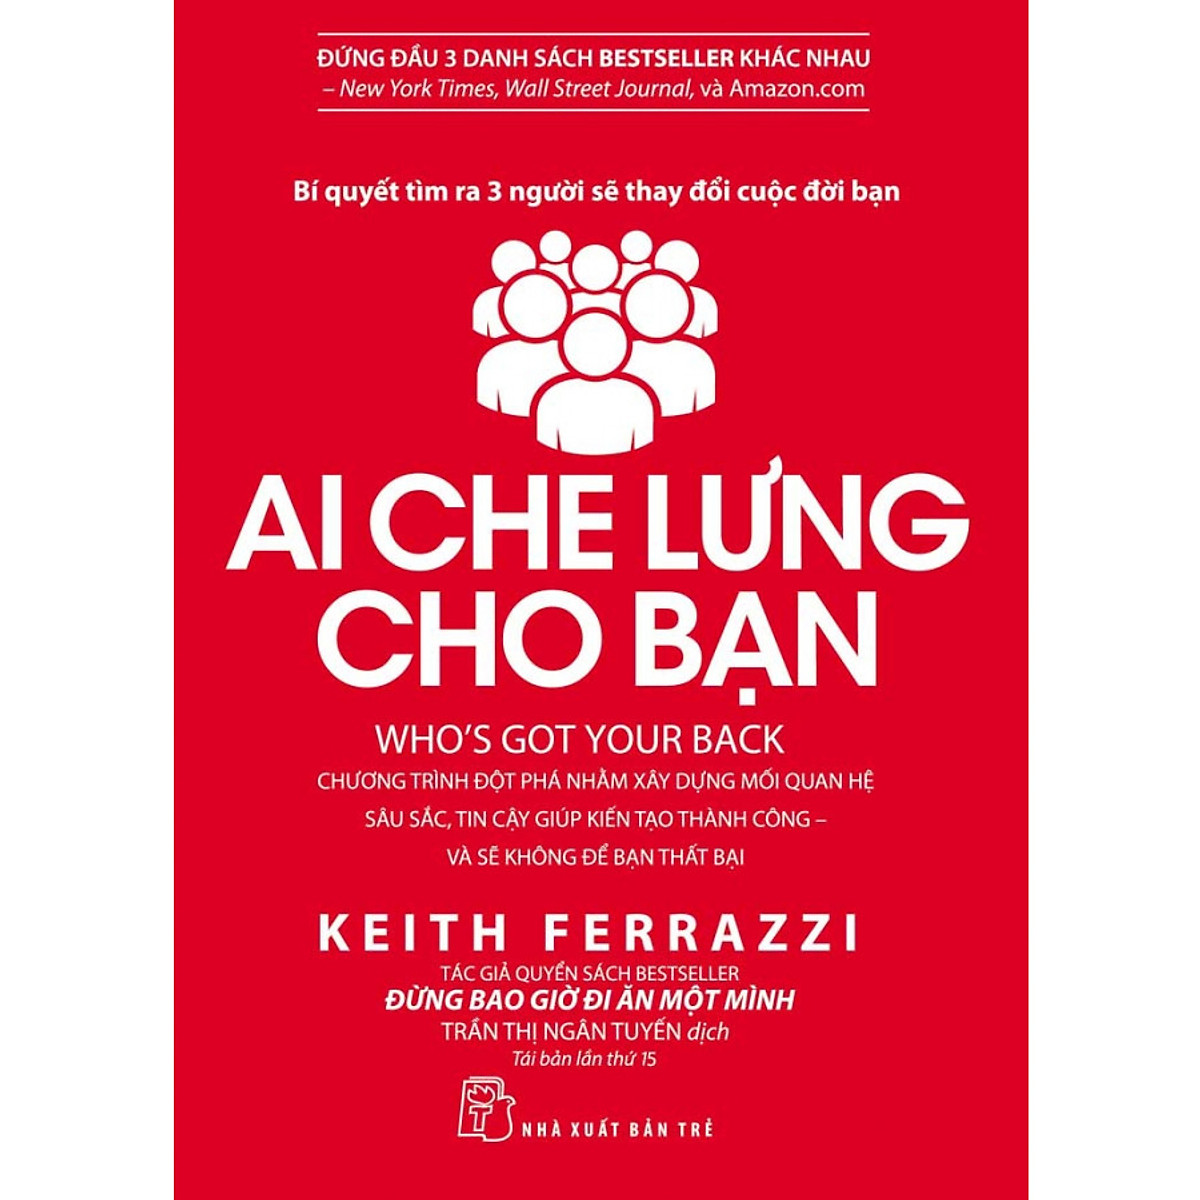 ĐỨNG ĐẦU 3 DANH SÁCH BESTSELLER KHÁC NHAU
– New York Times, Wall Street Journal, và Amazon.com
Bí quyết tìm ra 3 người sẽ thay đổi cuộc đời bạn
AI CHE LƯNG
CHO BẠN
WHO'S GOT YOUR BACK
CHƯƠNG TRÌNH ĐỘT PHÁ NHẰM XÂY DỰNG MỐI QUAN HỆ
SÂU SẮC, TIN CẬY GIÚP KIẾN TẠO THÀNH CÔNG –
VÀ SẼ KHÔNG ĐỂ BẠN THẤT BẠI
KEITH FERRAZZI
TÁC GIẢ QUYỂN SÁCH BESTSELLER
ĐỪNG BAO GIỜ ĐI ĂN MỘT MÌNH
TRẦN THỊ NGÂN TUYẾN dịch
Tái bản lần thứ 15
T
NHÀ XUẤT BẢN TRẺ